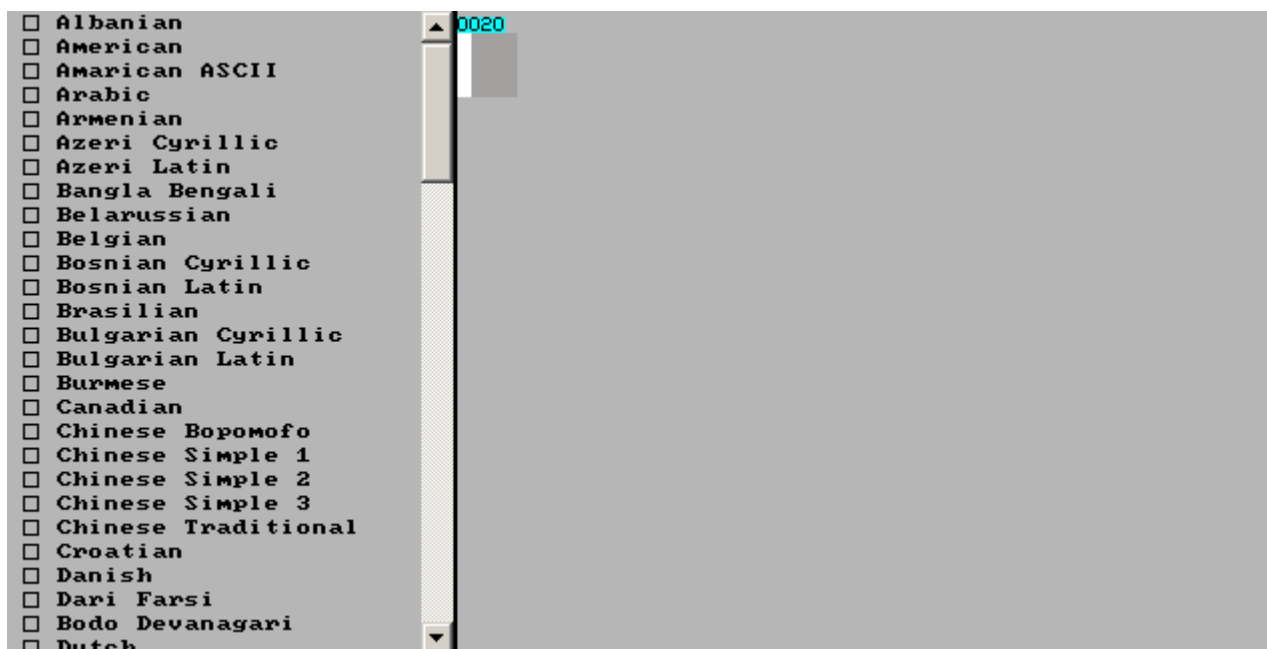 Albanian
American
Amarican ASCII
Arabic
Armenian
Azeri Cyrillic
Azeri Latin
Bangla Bengali
Belarussian
Belgian
Bosnian Cyrillic
Bosnian Latin
Brasilian
Bulgarian Cyrillic
Bulgarian Latin
Burmese
Canadian
Chinese Bopomofo
Chinese Simple 1
Chinese Simple 2
Chinese Simple 3
Chinese Traditional
Croatian
Danish
Dari Farsi
Bodo Devanagari
Dutch
0020